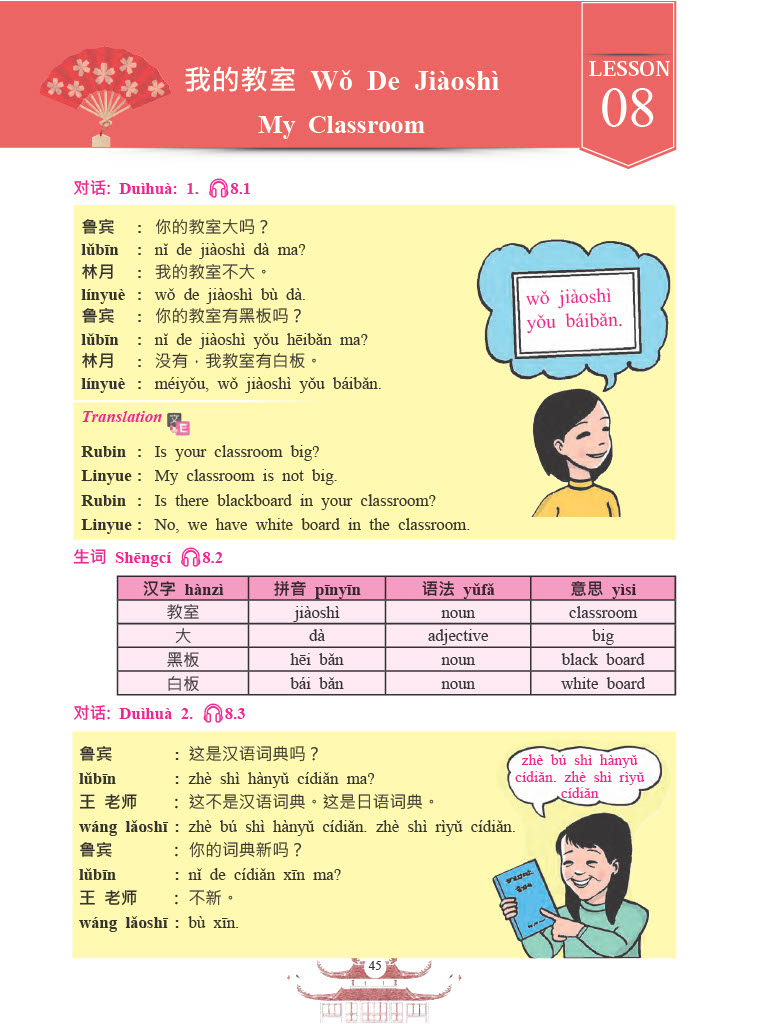 我的教室 Wǒ De Jiàoshì
My Classroom
LESSON
08
对话: Duìhuà: 1. 8.1
鲁宾 : 你的教室大吗？
lǔbīn : nǐ de jiàoshì dà ma?
林月 : 我的教室不大。
línyuè : wǒ de jiàoshì bù dà.
鲁宾 : 你的教室有黑板吗？
lǔbīn : nǐ de jiàoshì yǒu hēibǎn ma?
林月 : 没有，我教室有白板。
línyuè : méiyǒu, wǒ jiàoshì yǒu báibǎn.
wǒ jiàoshì
yǒu báibǎn.
Translation
文
E
Rubin : Is your classroom big?
Linyue : My classroom is not big.
Rubin : Is there blackboard in your classroom?
Linyue : No, we have white board in the classroom.
生词 Shēngcí 8.2
汉字 hànzì 拼音 pīnyīn 语法 yǔfǎ 意思 yìsi
教室 jiàoshì noun classroom
大 dà adjective big
黑板 hēi bǎn noun black board
白板 bái bǎn noun white board
对话: Duìhuà 2. 8.3
鲁宾 : 这是汉语词典吗？
lǔbīn : zhè shì hànyǔ cídiǎn ma?
王 老师 : 这不是汉语词典。这是日语词典。
wáng lǎoshī : zhè bú shì hànyǔ cídiǎn. zhè shì rìyǔ cídiǎn.
鲁宾 : 你的词典新吗？
lǔbīn : nǐ de cídiǎn xīn ma?
王 老师 : 不新。
wáng lǎoshī : bù xīn.
zhè bú shì hànyǔ
cídiǎn. zhè shì rìyǔ
cídiǎn
45